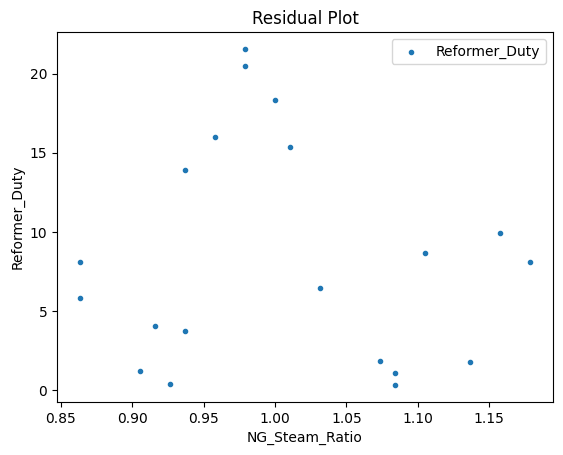 Residual Plot
Reformer_Duty
Reformer_Duty
20
15
10
5
0
0.85 0.90 0.95 1.00 1.05 1.10 1.15
NG_Steam_Ratio